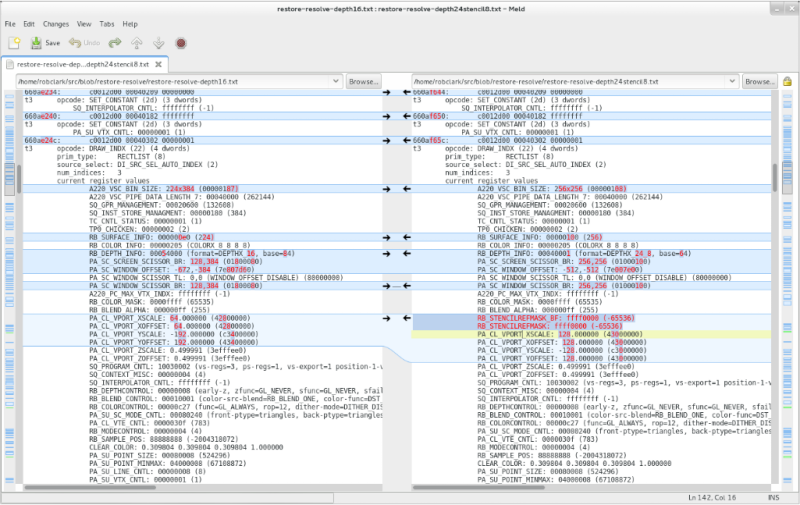 restore-resolve-depth16.txt : restore-resolve-depth24stencil8.txt - Meld
File Edit Changes View Tabs Help
Save Undo
restore-resolve-dep...depth24stencil8.txt
/home/robclark/src/blob/restore-resolve/restore-resolve-depth16.txt
Browse...
660ae234: c0012d00 00040209 00000000
t3 opcode: SET_CONSTANT (2d) (3 dwords)
SQ_INTERPOLATOR_CNTL: ffffffff (-1)
660ae240: c0012d00 00040182 ffffffff
t3 opcode: SET_CONSTANT (2d) (3 dwords)
PA_SU_VTX_CNTL: 00000001 (1)
660ae24c: c0012d00 00040302 00000001
t3 opcode: DRAW_INDX (22) (4 dwords)
prim_type: RECTLIST (8)
source_select: DI_SRC_SEL_AUTO_INDEX (2)
num_indices: 3
current register values
A220_VSC_BIN_SIZE: 224x384 (00000187)
A220_VSC_PIPE_DATA_LENGTH_7: 00040000 (262144)
SQ_GPR_MANAGEMENT: 00020600 (132608)
SQ_INST_STORE_MANAGMENT: 00000180 (384)
TC_CNTL_STATUS: 00000001 (1)
TP0_CHICKEN: 00000002 (2)
RB_SURFACE_INFO: 000000e0 (224)
RB_COLOR_INFO: 00000205 (COLORX_8_8_8_8)
RB_DEPTH_INFO: 00054000 (format=DEPTHX_16, base=84)
PA_SC_SCREEN_SCISSOR_BR: 128,384 (01800080)
PA_SC_WINDOW_OFFSET: -672,-384 (7e807d60)
PA_SC_WINDOW_SCISSOR_TL: 0,0 (WINDOW_OFFSET_DISABLE) (80000000)
PA_SC_WINDOW_SCISSOR_BR: 128,384 (01800080)
A220_PC_MAX_VTX_INDX: ffffffff (-1)
RB_COLOR_MASK: 0000ffff (65535)
RB_BLEND_ALPHA: 000000ff (255)
PA_CL_VPORT_XSCALE: 64.000000 (42800000)
PA_CL_VPORT_XOFFSET: 64.000000 (42800000)
PA_CL_VPORT_YSCALE: -192.000000 (c3400000)
PA_CL_VPORT_YOFFSET: 192.000000 (43400000)
PA_CL_VPORT_ZSCALE: 0.499991 (3efffee0)
PA_CL_VPORT_ZOFFSET: 0.499991 (3efffee0)
SQ_PROGRAM_CNTL: 10030002 (vs-regs=3, ps-regs=1, vs-export=1 position-1-v
SQ_CONTEXT_MISC: 00000004 (4)
SQ_INTERPOLATOR_CNTL: ffffffff (-1)
RB_DEPTHCONTROL: 00000008 (early-z, zfunc=GL_NEVER, sfunc=GL_NEVER, sfail
RB_BLEND_CONTROL: 00010001 (color-src-blend=RB_BLEND_ONE, color-func=DST_
RB_COLORCONTROL: 00000c27 (func=GL_ALWAYS, rop=12, dither-mode=DITHER_DIS
PA_SU_SC_MODE_CNTL: 00080240 (front-ptype=triangles, back-ptype=triangles
PA_CL_VTE_CNTL: 0000030f (783)
RB_MODECONTROL: 00000004 (4)
RB_SAMPLE_POS: 88888888 (-2004318072)
CLEAR_COLOR: 0.309804 0.309804 0.309804 1.000000
PA_SU_POINT_SIZE: 00080008 (524296)
PA_SU_POINT_MINMAX: 04000008 (67108872)
PA_SU_LINE_CNTL: 00000008 (8)
PA_SU_VTX_CNTL: 00000001 (1)
/home/robclark/src/blob/restore-resolve/restore-resolve-depth24stencil8.txt
Browse...
660af644: c0012d00 00040209 00000000
t3 opcode: SET_CONSTANT (2d) (3 dwords)
SQ_INTERPOLATOR_CNTL: ffffffff (-1)
660af650: c0012d00 00040182 ffffffff
t3 opcode: SET_CONSTANT (2d) (3 dwords)
PA_SU_VTX_CNTL: 00000001 (1)
660af65c: c0012d00 00040302 00000001
t3 opcode: DRAW_INDX (22) (4 dwords)
prim_type: RECTLIST (8)
source_select: DI_SRC_SEL_AUTO_INDEX (2)
num_indices: 3
current register values
A220_VSC_BIN_SIZE: 256x256 (00000108)
A220_VSC_PIPE_DATA_LENGTH_7: 00040000 (262144)
SQ_GPR_MANAGEMENT: 00020600 (132608)
SQ_INST_STORE_MANAGMENT: 00000180 (384)
TC_CNTL_STATUS: 00000001 (1)
TP0_CHICKEN: 00000002 (2)
RB_SURFACE_INFO: 00000100 (256)
RB_COLOR_INFO: 00000205 (COLORX_8_8_8_8)
RB_DEPTH_INFO: 00040001 (format=DEPTHX_24_8, base=64)
PA_SC_SCREEN_SCISSOR_BR: 256,256 (01000100)
PA_SC_WINDOW_OFFSET: -512,-512 (7e007e00)
PA_SC_WINDOW_SCISSOR_TL: 0,0 (WINDOW_OFFSET_DISABLE) (80000000)
PA_SC_WINDOW_SCISSOR_BR: 256,256 (01000100)
A220_PC_MAX_VTX_INDX: ffffffff (-1)
RB_COLOR_MASK: 0000ffff (65535)
RB_BLEND_ALPHA: 000000ff (255)
RB_STENCILREFMASK_BF: ffff0000 (-65536)
RB_STENCILREFMASK: ffff0000 (-65536)
PA_CL_VPORT_XSCALE: 128.000000 (43000000)
PA_CL_VPORT_XOFFSET: 128.000000 (43000000)
PA_CL_VPORT_YSCALE: -128.000000 (c3000000)
PA_CL_VPORT_YOFFSET: 128.000000 (43000000)
PA_CL_VPORT_ZSCALE: 0.499991 (3efffee0)
PA_CL_VPORT_ZOFFSET: 0.499991 (3efffee0)
SQ_PROGRAM_CNTL: 10030002 (vs-regs=3, ps-regs=1, vs-export=1 position-1-v
SQ_CONTEXT_MISC: 00000004 (4)
SQ_INTERPOLATOR_CNTL: ffffffff (-1)
RB_DEPTHCONTROL: 00000008 (early-z, zfunc=GL_NEVER, sfunc=GL_NEVER, sfail
RB_BLEND_CONTROL: 00010001 (color-src-blend=RB_BLEND_ONE, color-func=DST_
RB_COLORCONTROL: 00000c27 (func=GL_ALWAYS, rop=12, dither-mode=DITHER_DIS
PA_SU_SC_MODE_CNTL: 00080240 (front-ptype=triangles, back-ptype=triangles
PA_CL_VTE_CNTL: 0000030f (783)
RB_MODECONTROL: 00000004 (4)
RB_SAMPLE_POS: 88888888 (-2004318072)
CLEAR_COLOR: 0.309804 0.309804 0.309804 1.000000
PA_SU_POINT_SIZE: 00080008 (524296)
PA_SU_POINT_MINMAX: 04000008 (67108872)
Ln 142, Col 16 INS